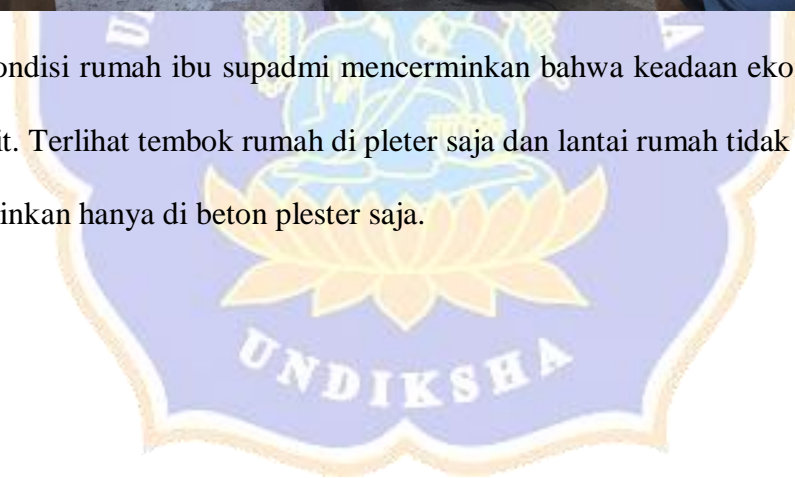 ondisi rumah ibu supadmi mencerminkan bahwa keadaan eko
it. Terlihat tembok rumah di pleter saja dan lantai rumah tidak
inkan hanya di beton plester saja.
UNDIKSHA